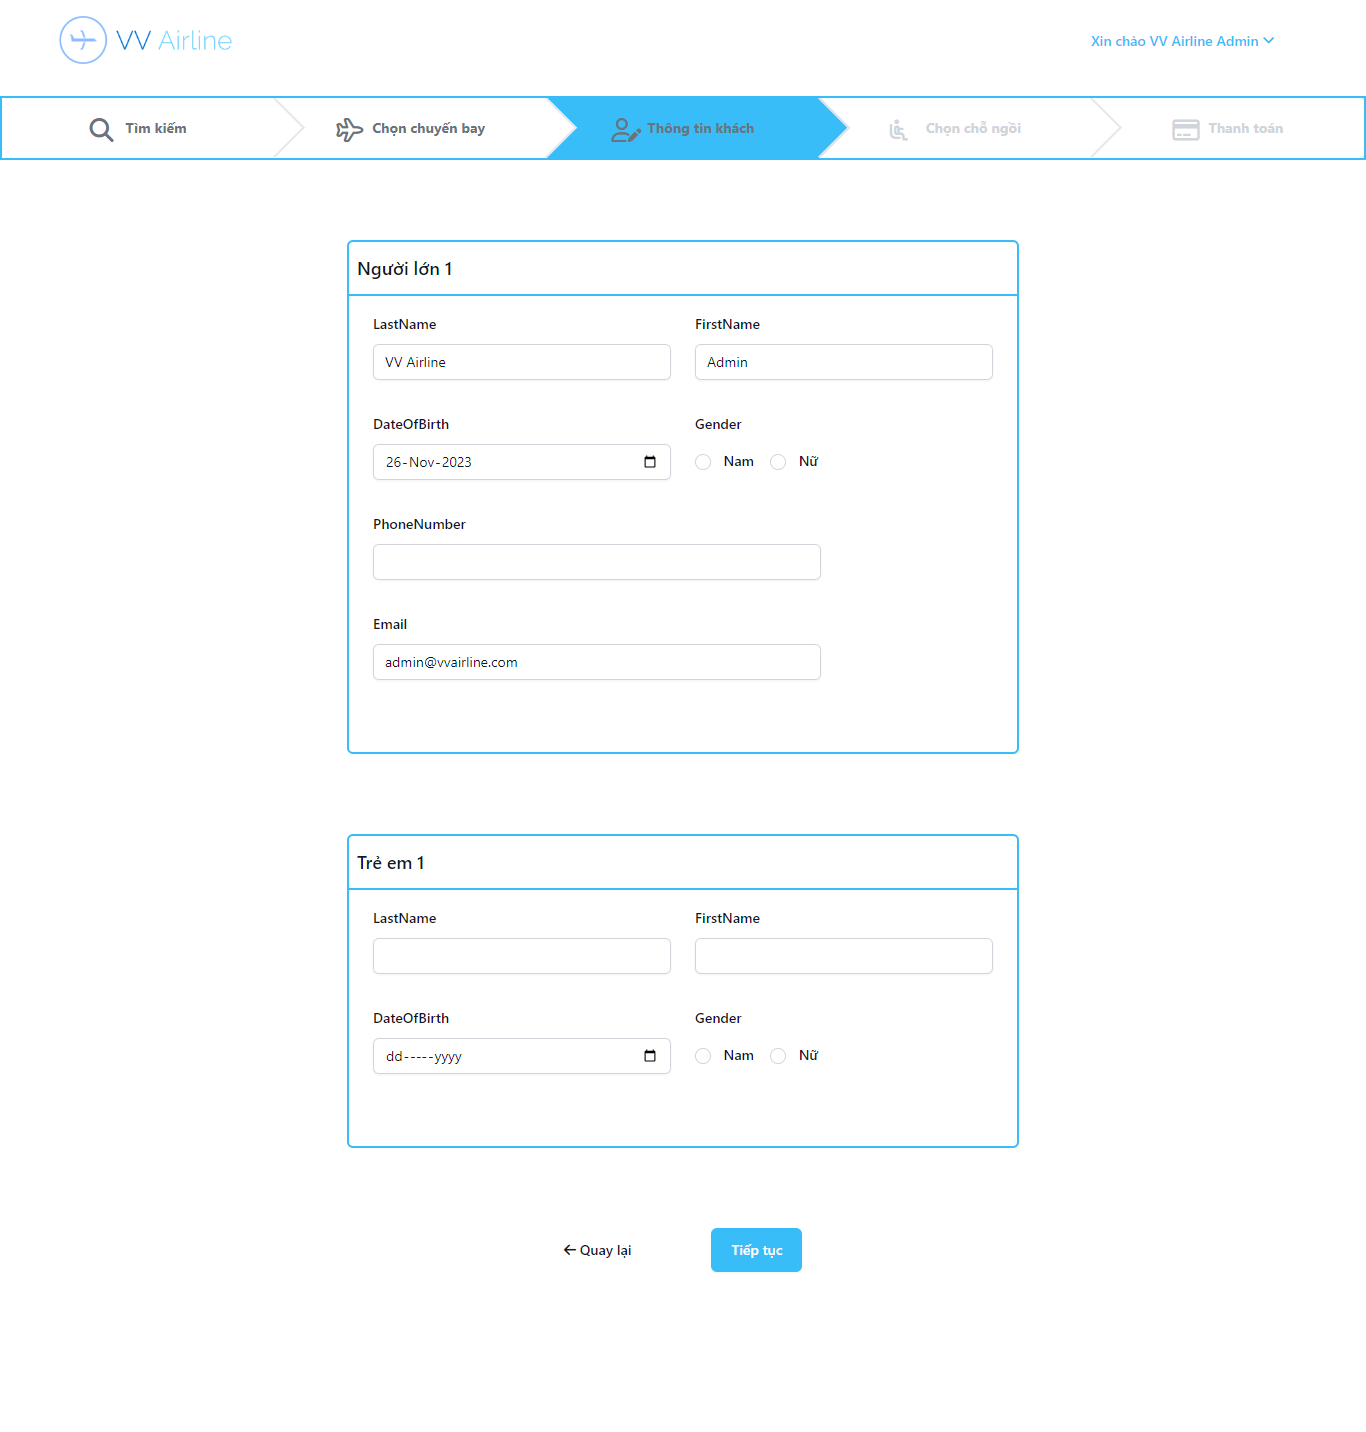 VV Airline
Xin chào VV Airline Admin
Tìm kiếm
Chọn chuyến bay
Thông tin khách
Chọn chỗ ngồi
Thanh toán
Người lớn 1
LastName
FirstName
VV Airline
Admin
DateOfBirth
Gender
26-Nov-2023
Nam
Nữ
PhoneNumber
Email
admin@vvairline.com
Trẻ em 1
LastName
FirstName
DateOfBirth
Gender
dd-----yyyy
Nam
Nữ
Quay lại
Tiếp tục